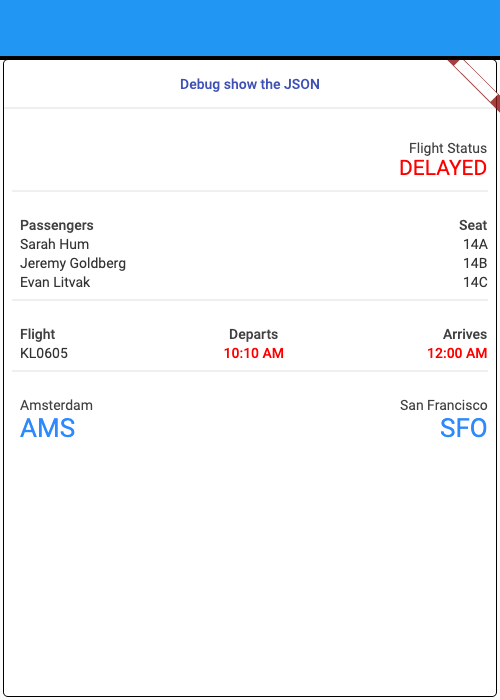 Debug show the JSON
Flight Status
DELAYED
Passengers Seat
Sarah Hum 14A
Jeremy Goldberg 14B
Evan Litvak 14C
Flight Departs Arrives
KL0605 10:10 AM 12:00 AM
Amsterdam San Francisco
AMS SFO